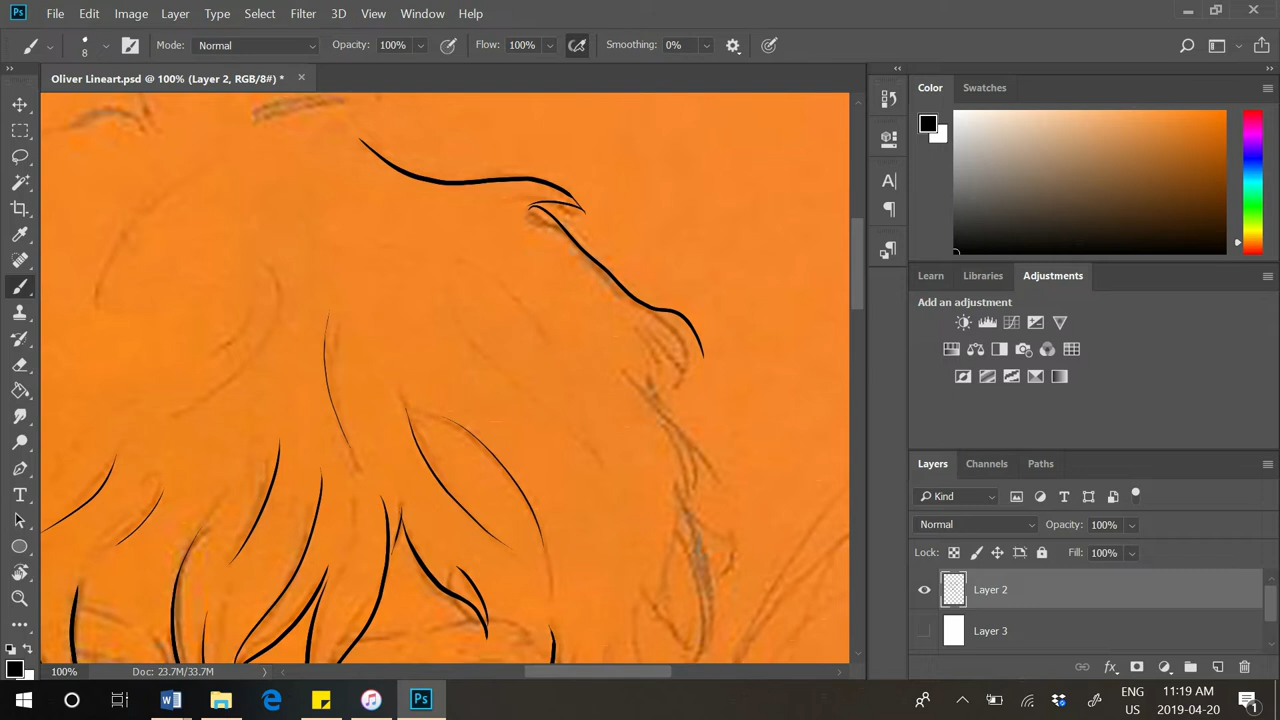 Ps File Edit Image Layer Type Select Filter 3D View Window Help
8 Mode: Normal Opacity: 100% Flow: 100% Smoothing: 0%
Oliver Lineart.psd @ 100% (Layer 2, RGB/8#) *
Color Swatches
Learn Libraries Adjustments
Add an adjustment
Layers Channels Paths
Kind
Normal Opacity: 100%
Lock: Fill: 100%
Layer 2
Layer 3
100% Doc: 23.7M/33.7M
Ps
ENG 11:19 AM
US 2019-04-20 1